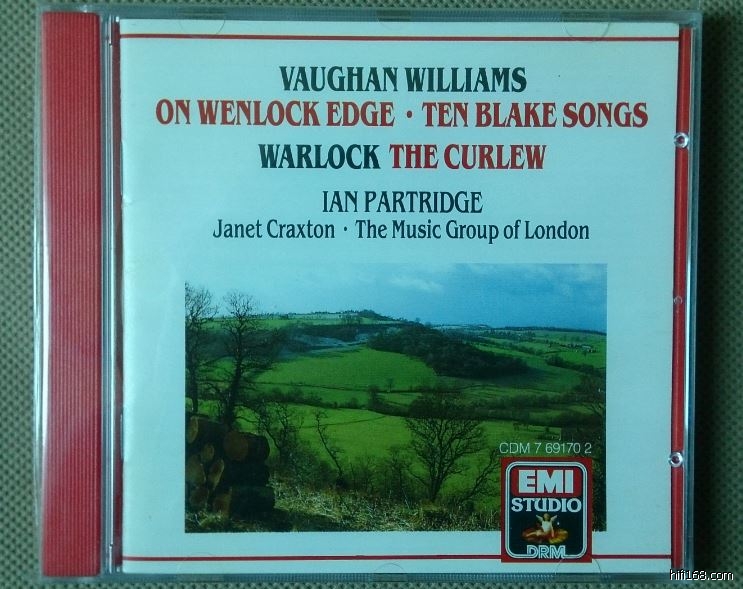 VAUGHAN WILLIAMS
ON WENLOCK EDGE • TEN BLAKE SONGS
WARLOCK THE CURLEW
IAN PARTRIDGE
Janet Craxton • The Music Group of London
CDM 7 69170 2
EMI
STUDIO
DRM
hifi168.com